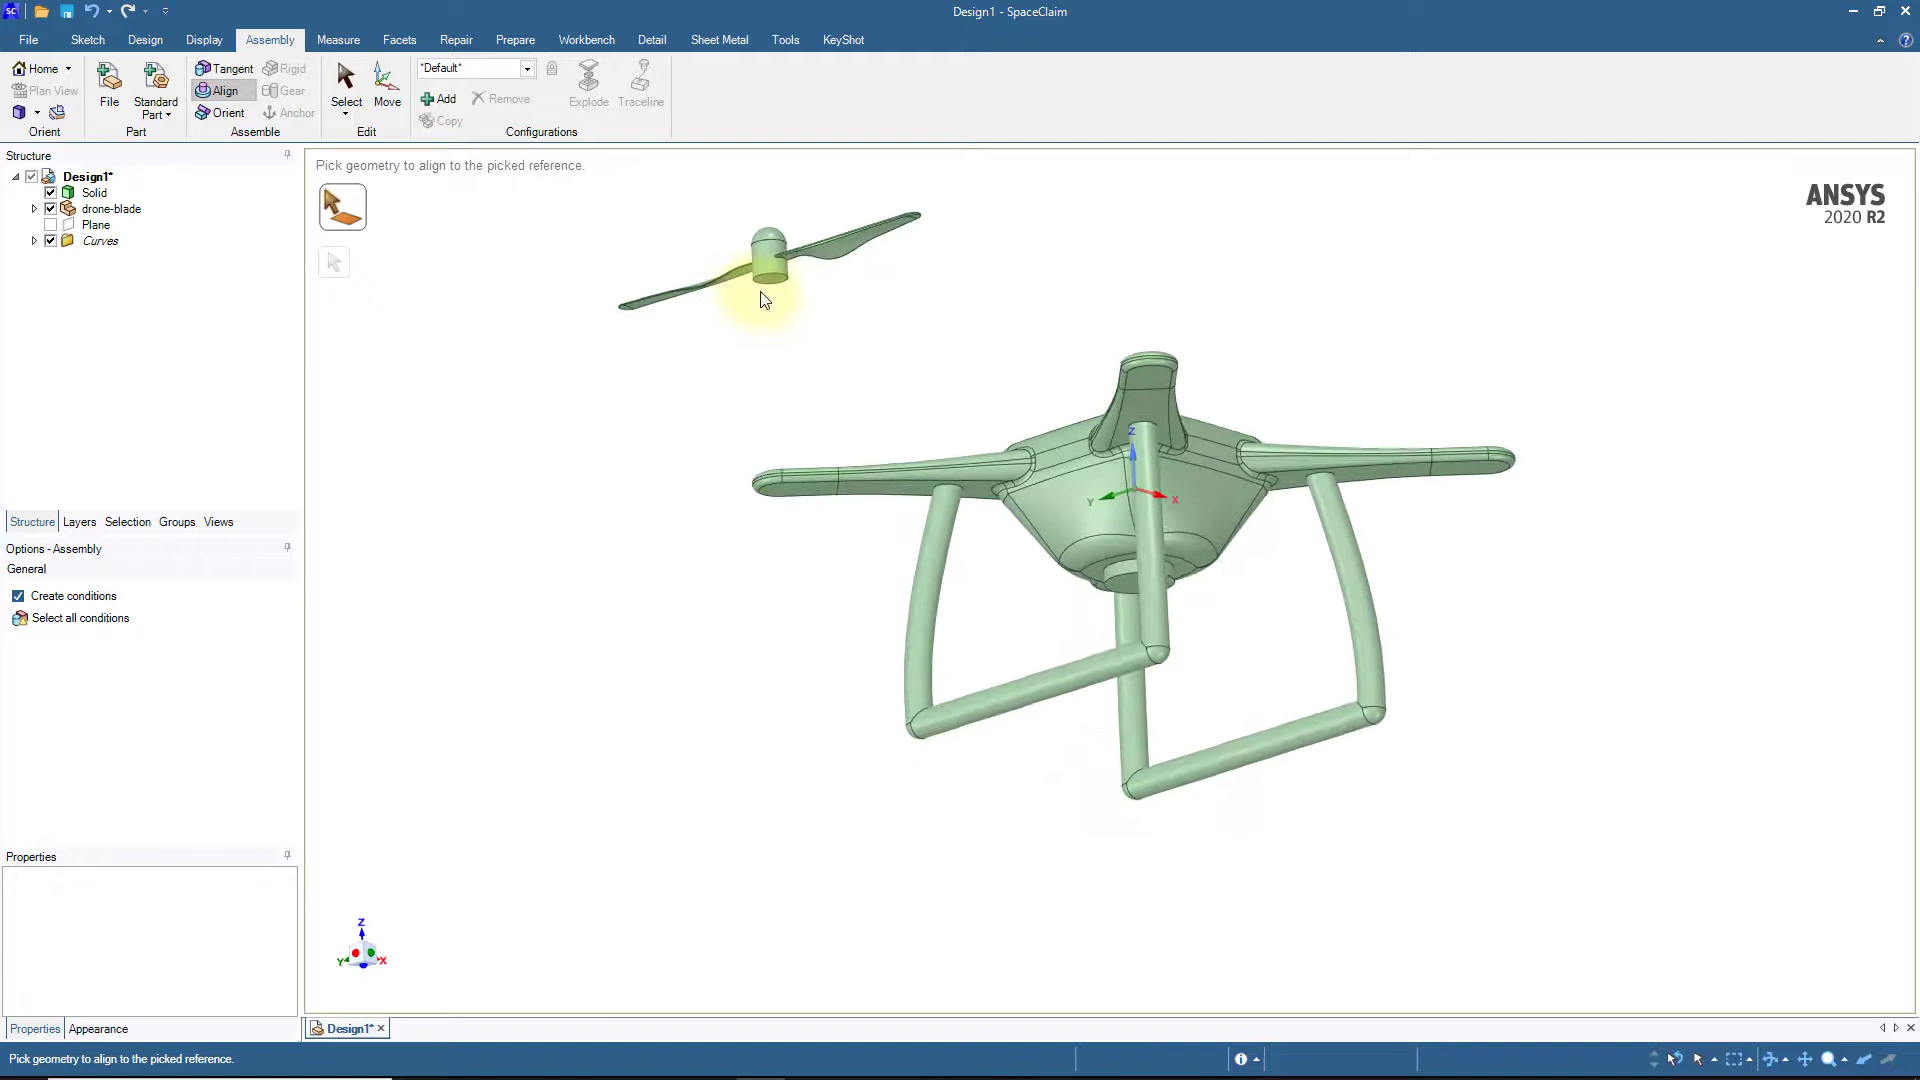 SC
Design1 - SpaceClaim
File Sketch Design Display Assembly Measure Facets Repair Prepare Workbench Detail Sheet Metal Tools KeyShot
Home
Plan View
Orient
File
Standard
Part
Part
Tangent
Align
Orient
Rigid
Gear
Anchor
Assemble
Select
Move
Edit
*Default*
Add
Remove
Copy
Explode
Traceline
Configurations
Structure
Design1*
Solid
drone-blade
Plane
Curves
Structure Layers Selection Groups Views
Options - Assembly
General
Create conditions
Select all conditions
Properties
Properties Appearance
Pick geometry to align to the picked reference.
ANSYS
2020 R2
Z
Y
X
Z
Y
X
Design1*
Pick geometry to align to the picked reference.